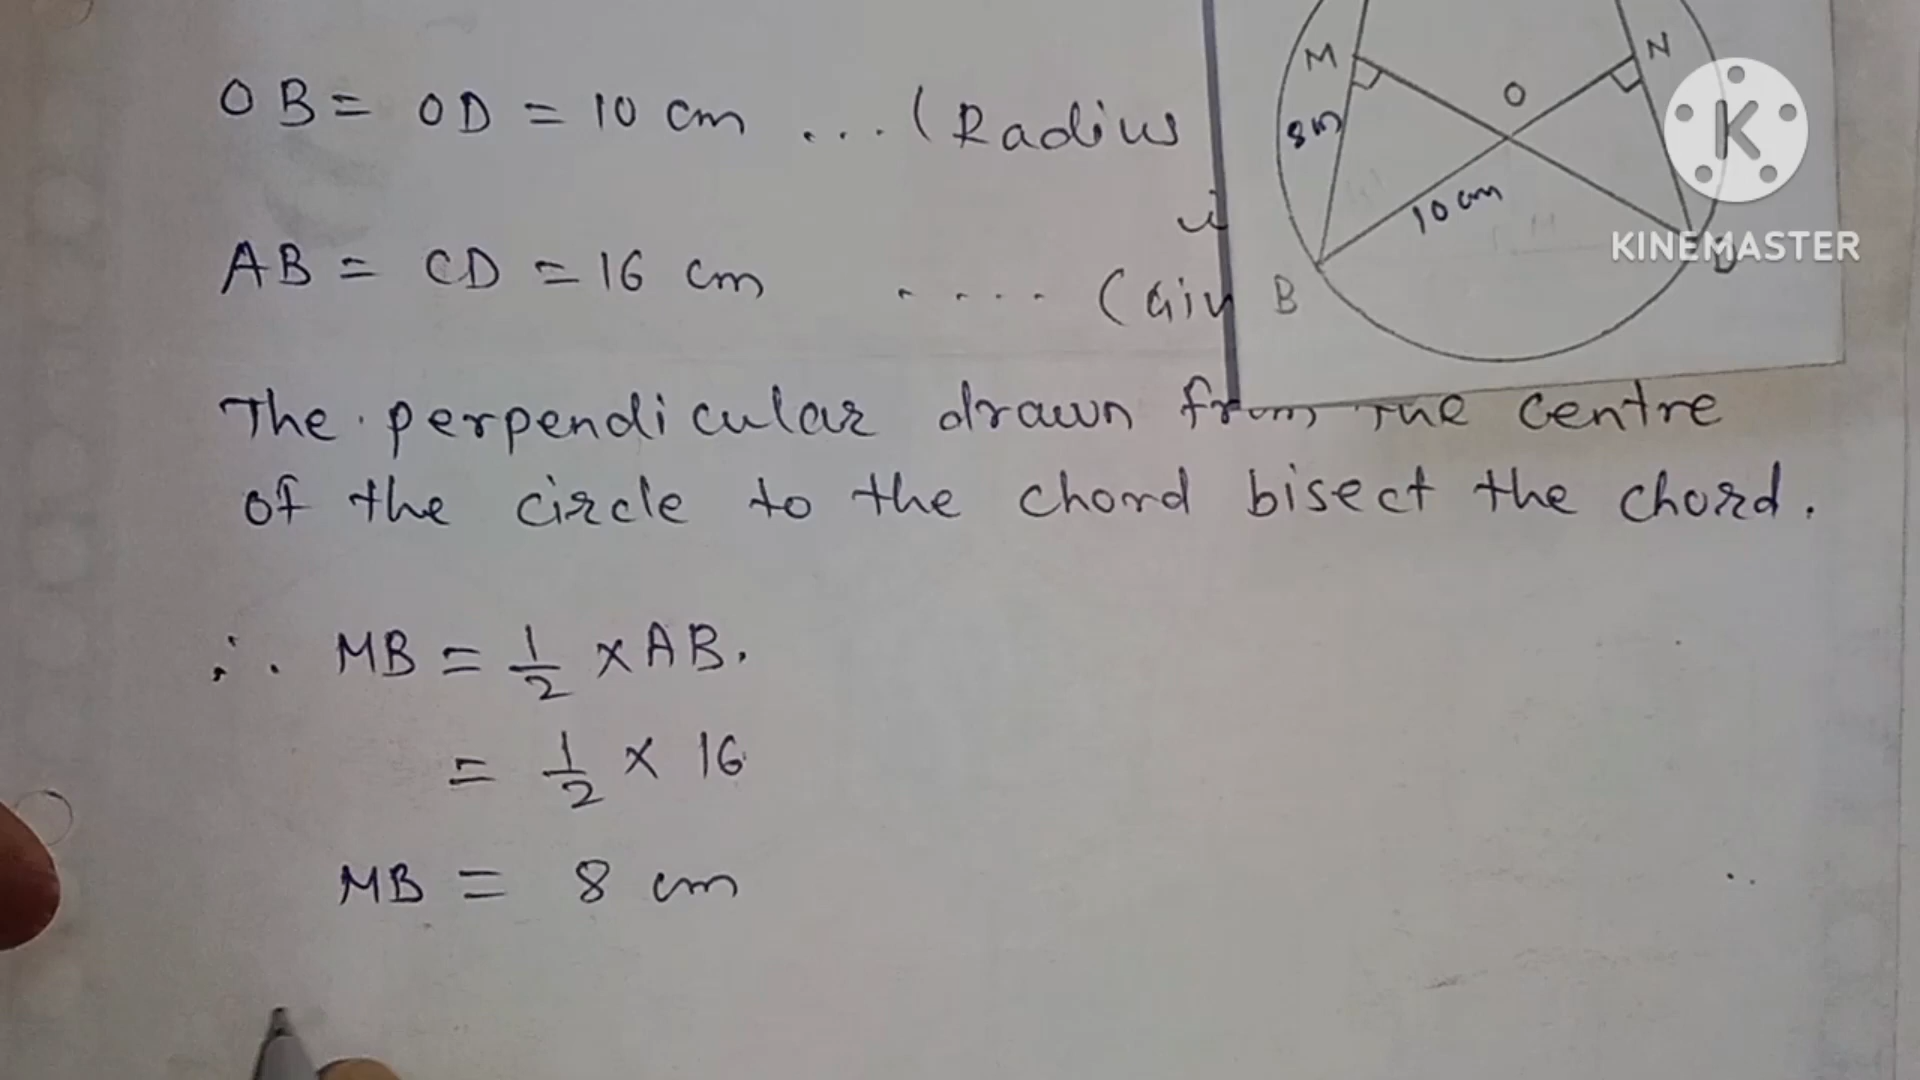 OB = OD = 10 cm ... (Radius
AB = CD = 16 cm .... (Giv
The perpendicular drawn from the centre
of the circle to the chord bisect the chord.
∴ MB = 1/2 × AB.
= 1/2 × 16
MB = 8 cm
M
N
O
8 cm
10 cm
B
D
K
KINEMASTER